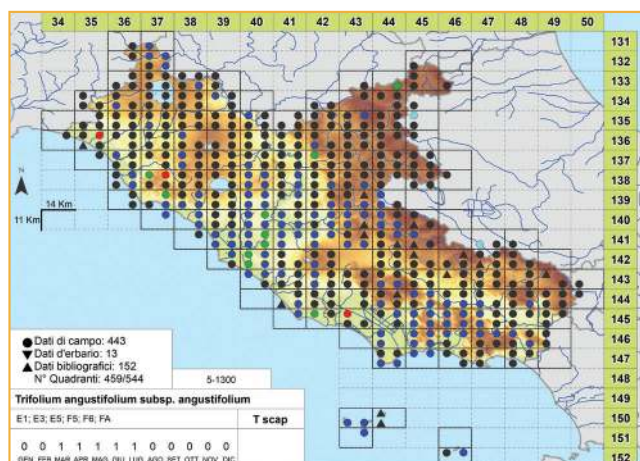 34 35 36 37 38 39 40 41 42 43 44 45 46 47 48 49 50
131
132
133
134
135
136
137
138
139
140
141
142
143
144
145
146
147
148
149
150
151
152
N
14 Km
11 Km
Dati di campo: 443
Dati d'erbario: 13
Dati bibliografici: 152
N° Quadranti: 459/544
5-1300
Trifolium angustifolium subsp. angustifolium
E1; E3; E5; F5; F6; FA
T scap
0 0 1 1 1 1 1 0 0 0 0 0
GEN FEB MAR APR MAG GIU LUG AGO SET OTT NOV DIC